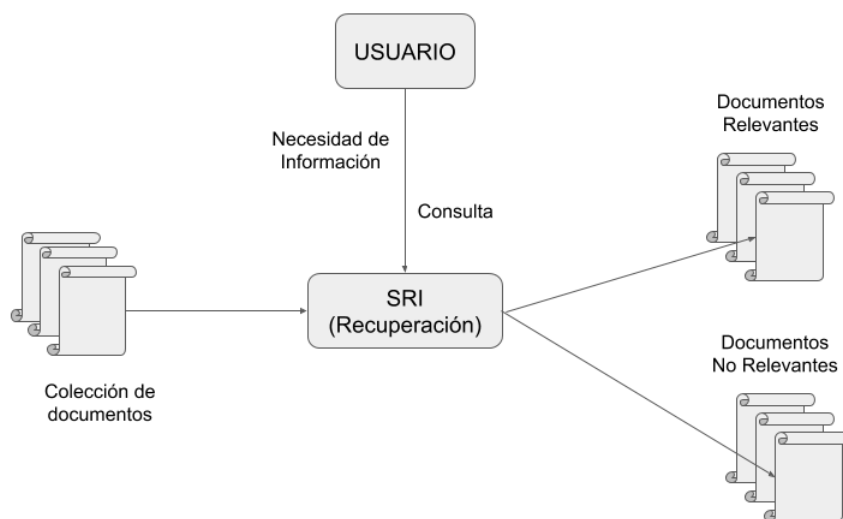 USUARIO
Necesidad de
Información
Consulta
Documentos
Relevantes
SRI
(Recuperación)
Colección de
documentos
Documentos
No Relevantes